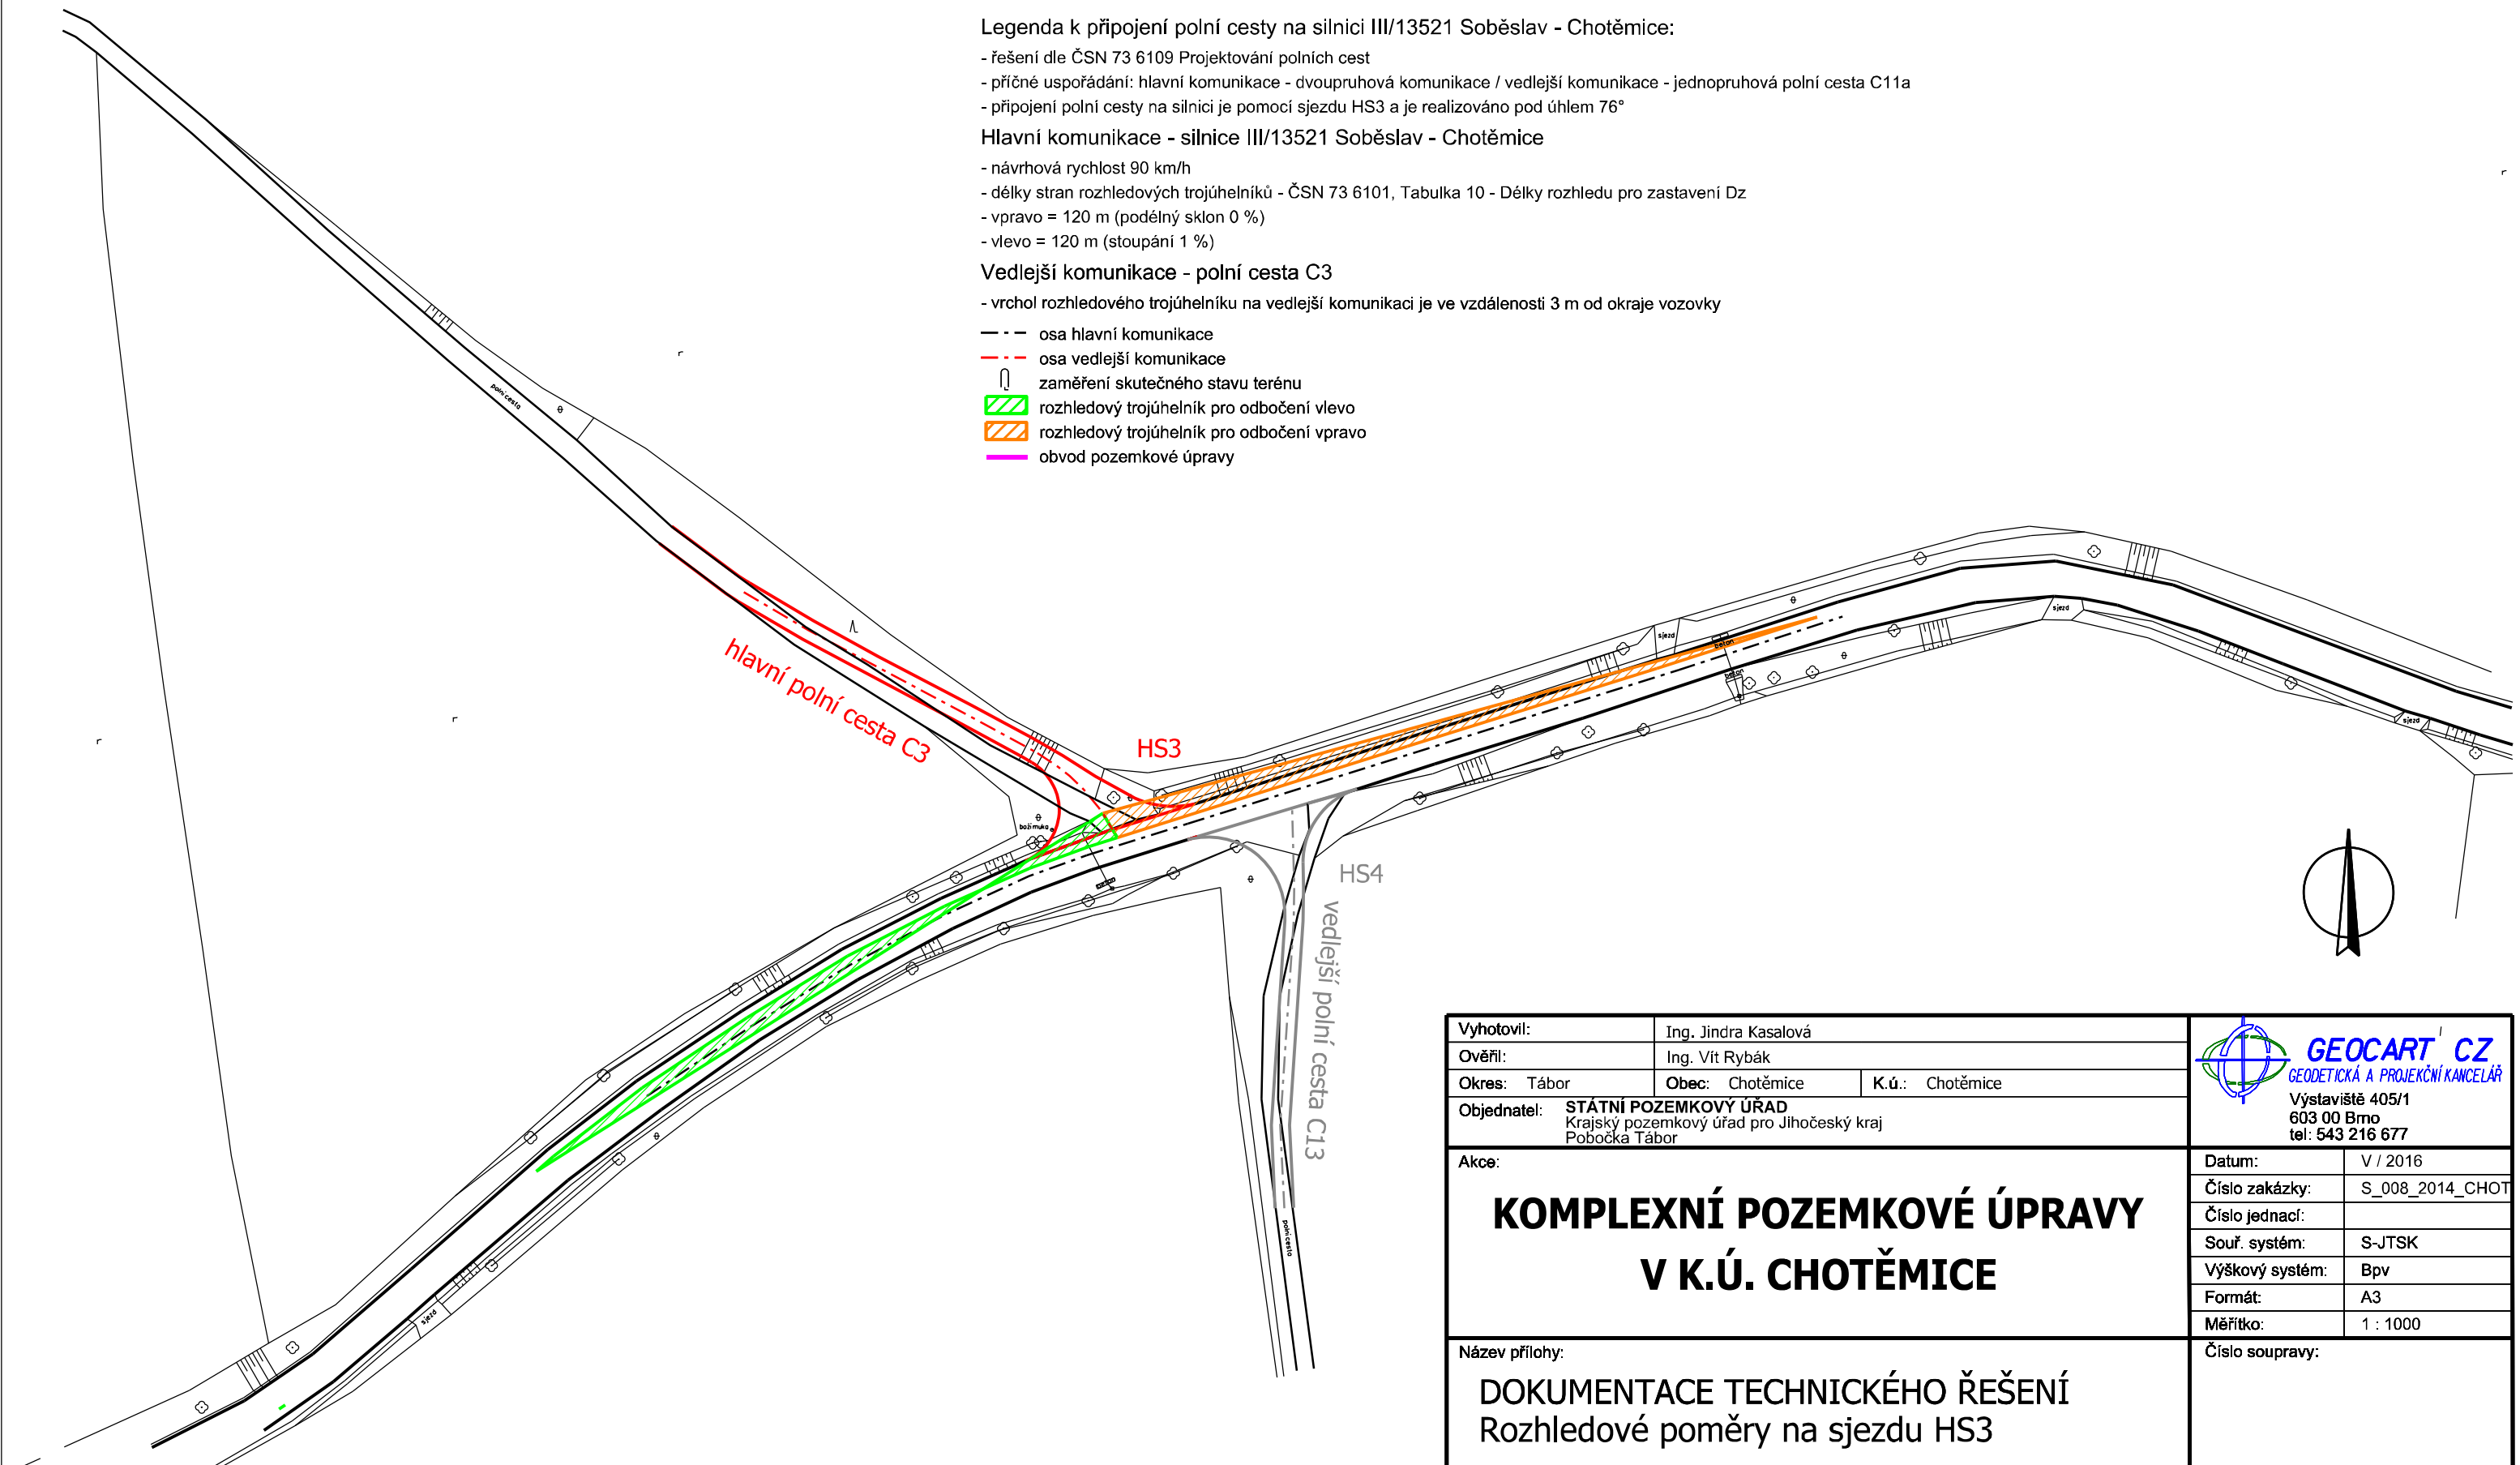 Legenda k připojení polní cesty na silnici III/13521 Soběslav - Chotěmice:
- řešení dle ČSN 73 6109 Projektování polních cest
- příčné uspořádání: hlavní komunikace - dvoupruhová komunikace / vedlejší komunikace - jednopruhová polní cesta C11a
- připojení polní cesty na silnici je pomocí sjezdu HS3 a je realizováno pod úhlem 76°
Hlavní komunikace - silnice III/13521 Soběslav - Chotěmice
- návrhová rychlost 90 km/h
- délky stran rozhledových trojúhelníků - ČSN 73 6101, Tabulka 10 - Délky rozhledu pro zastavení Dz
- vpravo = 120 m (podélný sklon 0 %)
- vlevo = 120 m (stoupání 1 %)
Vedlejší komunikace - polní cesta C3
- vrchol rozhledového trojúhelníku na vedlejší komunikaci je ve vzdálenosti 3 m od okraje vozovky
osa hlavní komunikace
osa vedlejší komunikace
zaměření skutečného stavu terénu
rozhledový trojúhelník pro odbočení vlevo
rozhledový trojúhelník pro odbočení vpravo
obvod pozemkové úpravy
polní cesta
hlavní polní cesta C3
HS3
boží muka
sjezd
beton
beton
sjezd
sjezd
HS4
vedlejší polní cesta C13
polní cesta
sjezd
Vyhotovil: Ing. Jindra Kasalová
Ověřil: Ing. Vít Rybák
Okres: Tábor Obec: Chotěmice K.ú.: Chotěmice
Objednatel: STÁTNÍ POZEMKOVÝ ÚŘAD
Krajský pozemkový úřad pro Jihočeský kraj
Pobočka Tábor
GEOCART CZ
GEODETICKÁ A PROJEKČNÍ KANCELÁŘ
Výstaviště 405/1
603 00 Brno
tel: 543 216 677
Akce:
KOMPLEXNÍ POZEMKOVÉ ÚPRAVY
V K.Ú. CHOTĚMICE
Datum: V / 2016
Číslo zakázky: S_008_2014_CHOT
Číslo jednací:
Souř. systém: S-JTSK
Výškový systém: Bpv
Formát: A3
Měřítko: 1 : 1000
Název přílohy:
DOKUMENTACE TECHNICKÉHO ŘEŠENÍ
Rozhledové poměry na sjezdu HS3
Číslo soupravy: